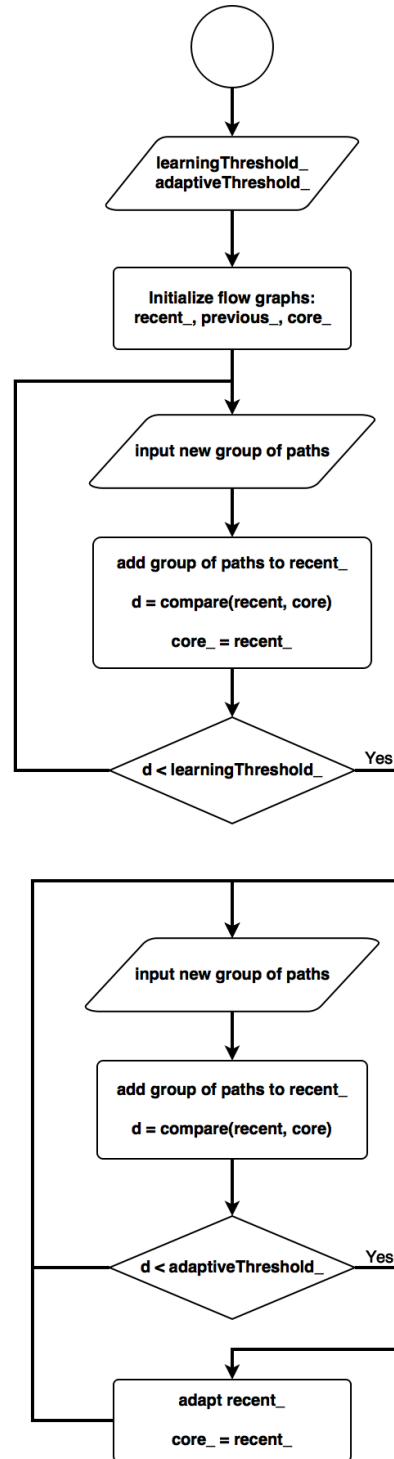 learningThreshold_
adaptiveThreshold_
Initialize flow graphs:
recent_, previous_, core_
input new group of paths
add group of paths to recent_
d = compare(recent, core)
core_ = recent_
d < learningThreshold_
Yes
input new group of paths
add group of paths to recent_
d = compare(recent, core)
d < adaptiveThreshold_
Yes
adapt recent_
core_ = recent_